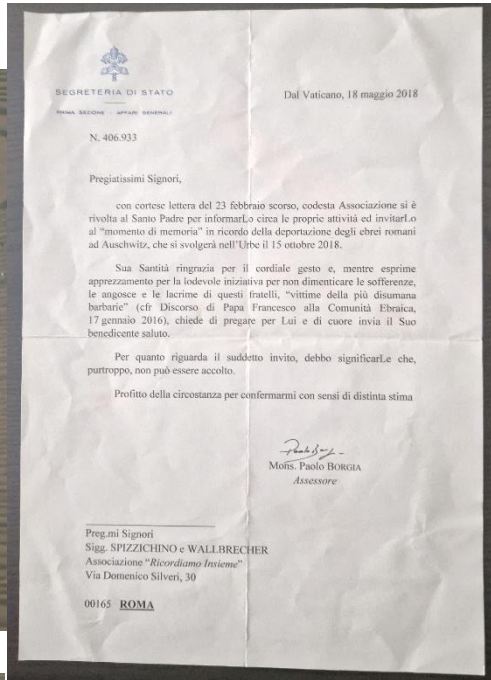 SEGRETERIA DI STATO
PRIMA SEZIONE - AFFARI GENERALI
Dal Vaticano, 18 maggio 2018
N. 406.933
Pregiatissimi Signori,
con cortese lettera del 23 febbraio scorso, codesta Associazione si è
rivolta al Santo Padre per informarLo circa le proprie attività ed invitarLo
al “momento di memoria” in ricordo della deportazione degli ebrei romani
ad Auschwitz, che si svolgerà nell'Urbe il 15 ottobre 2018.
Sua Santità ringrazia per il cordiale gesto e, mentre esprime
apprezzamento per la lodevole iniziativa per non dimenticare le sofferenze,
le angosce e le lacrime di questi fratelli, “vittime della più disumana
barbarie” (cfr Discorso di Papa Francesco alla Comunità Ebraica,
17 gennaio 2016), chiede di pregare per Lui e di cuore invia il Suo
benedicente saluto.
Per quanto riguarda il suddetto invito, debbo significarLe che,
purtroppo, non può essere accolto.
Profitto della circostanza per confermarmi con sensi di distinta stima
Mons. Paolo BORGIA
Assessore
Preg.mi Signori
Sigg. SPIZZICHINO e WALLBRECHER
Associazione “Ricordiamo Insieme”
Via Domenico Silveri, 30
00165 ROMA